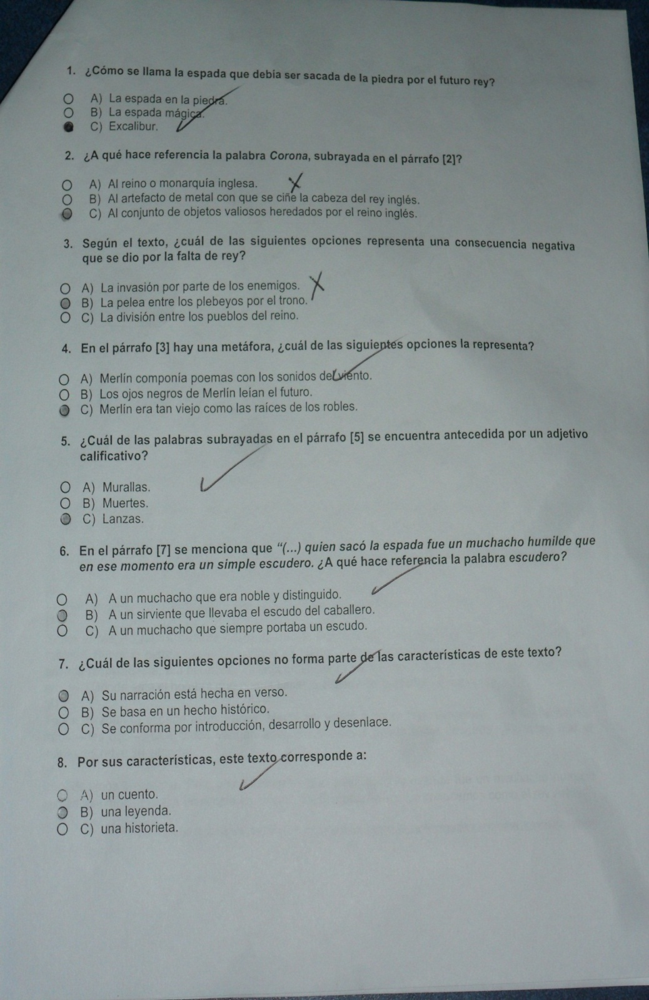 1. ¿Cómo se llama la espada que debía ser sacada de la piedra por el futuro rey?
A) La espada en la piedra.
B) La espada mágica.
C) Excalibur.
2. ¿A qué hace referencia la palabra Corona, subrayada en el párrafo [2]?
A) Al reino o monarquía inglesa.
B) Al artefacto de metal con que se ciñe la cabeza del rey inglés.
C) Al conjunto de objetos valiosos heredados por el reino inglés.
3. Según el texto, ¿cuál de las siguientes opciones representa una consecuencia negativa
que se dio por la falta de rey?
A) La invasión por parte de los enemigos.
B) La pelea entre los plebeyos por el trono.
C) La división entre los pueblos del reino.
4. En el párrafo [3] hay una metáfora, ¿cuál de las siguientes opciones la representa?
A) Merlín componía poemas con los sonidos del viento.
B) Los ojos negros de Merlín leían el futuro.
C) Merlín era tan viejo como las raíces de los robles.
5. ¿Cuál de las palabras subrayadas en el párrafo [5] se encuentra antecedida por un adjetivo
calificativo?
A) Murallas.
B) Muertes.
C) Lanzas.
6. En el párrafo [7] se menciona que “(...) quien sacó la espada fue un muchacho humilde que
en ese momento era un simple escudero. ¿A qué hace referencia la palabra escudero?
A) A un muchacho que era noble y distinguido.
B) A un sirviente que llevaba el escudo del caballero.
C) A un muchacho que siempre portaba un escudo.
7. ¿Cuál de las siguientes opciones no forma parte de las características de este texto?
A) Su narración está hecha en verso.
B) Se basa en un hecho histórico.
C) Se conforma por introducción, desarrollo y desenlace.
8. Por sus características, este texto corresponde a:
A) un cuento.
B) una leyenda.
C) una historieta.